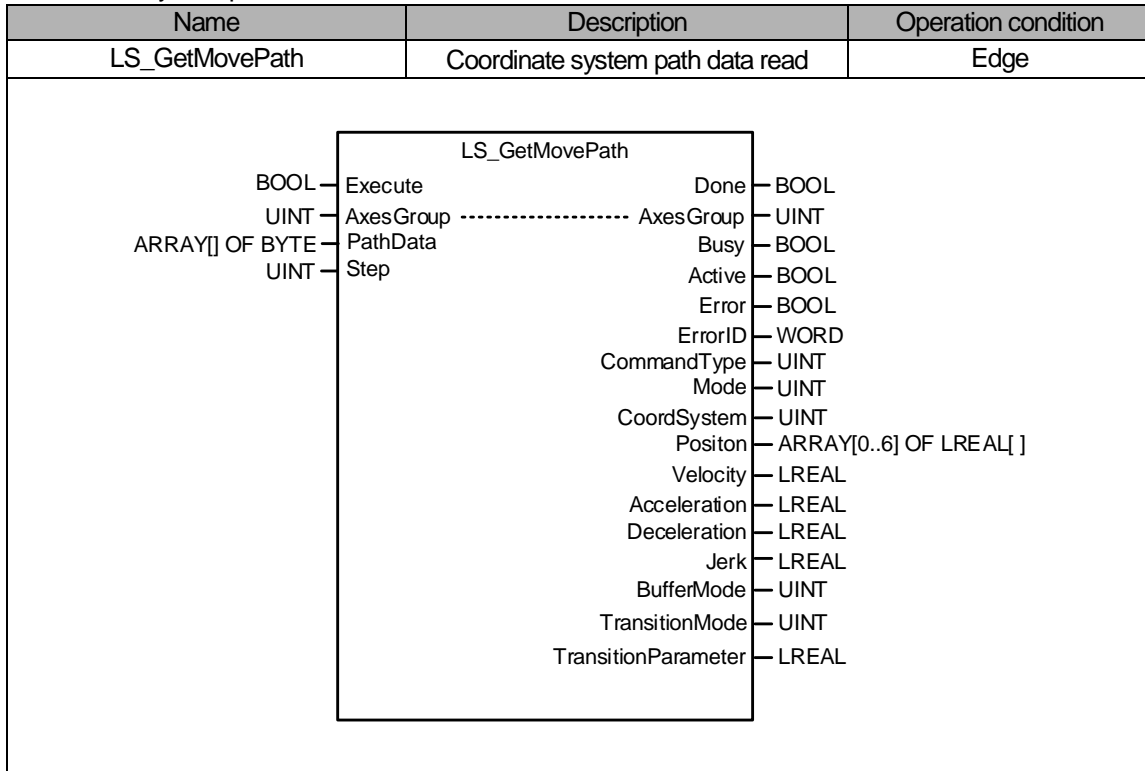 Name Description Operation condition
LS_GetMovePath Coordinate system path data read Edge
LS_GetMovePath
BOOL Execute Done BOOL
UINT AxesGroup AxesGroup UINT
ARRAY[] OF BYTE PathData Busy BOOL
UINT Step Active BOOL
Error BOOL
ErrorID WORD
CommandType UINT
Mode UINT
CoordSystem UINT
Positon ARRAY[0..6] OF LREAL[ ]
Velocity LREAL
Acceleration LREAL
Deceleration LREAL
Jerk LREAL
BufferMode UINT
TransitionMode UINT
TransitionParameter LREAL